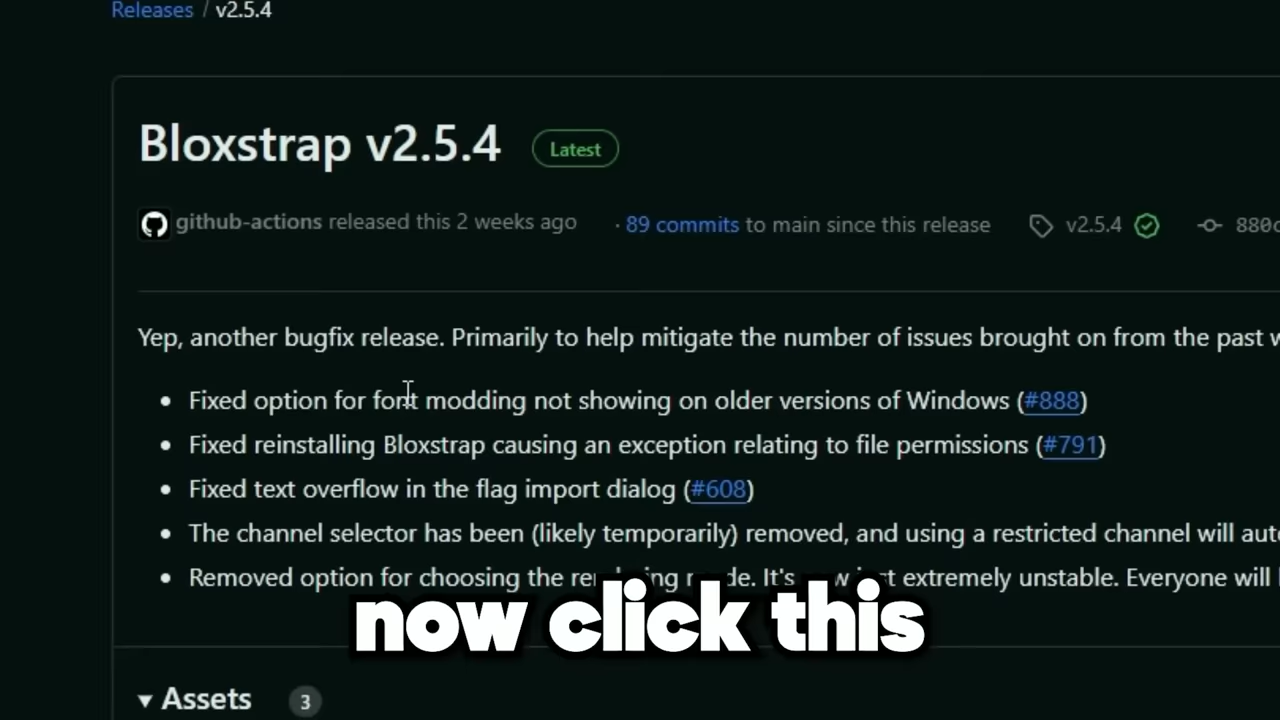 Releases / v2.5.4
Bloxstrap v2.5.4 Latest
github-actions released this 2 weeks ago · 89 commits to main since this release v2.5.4 880
Yep, another bugfix release. Primarily to help mitigate the number of issues brought on from the past
• Fixed option for font modding not showing on older versions of Windows (#888)
• Fixed reinstalling Bloxstrap causing an exception relating to file permissions (#791)
• Fixed text overflow in the flag import dialog (#608)
• The channel selector has been (likely temporarily) removed, and using a restricted channel will
• Removed option for choosing the It's extremely unstable. Everyone will
now click this
▼ Assets 3